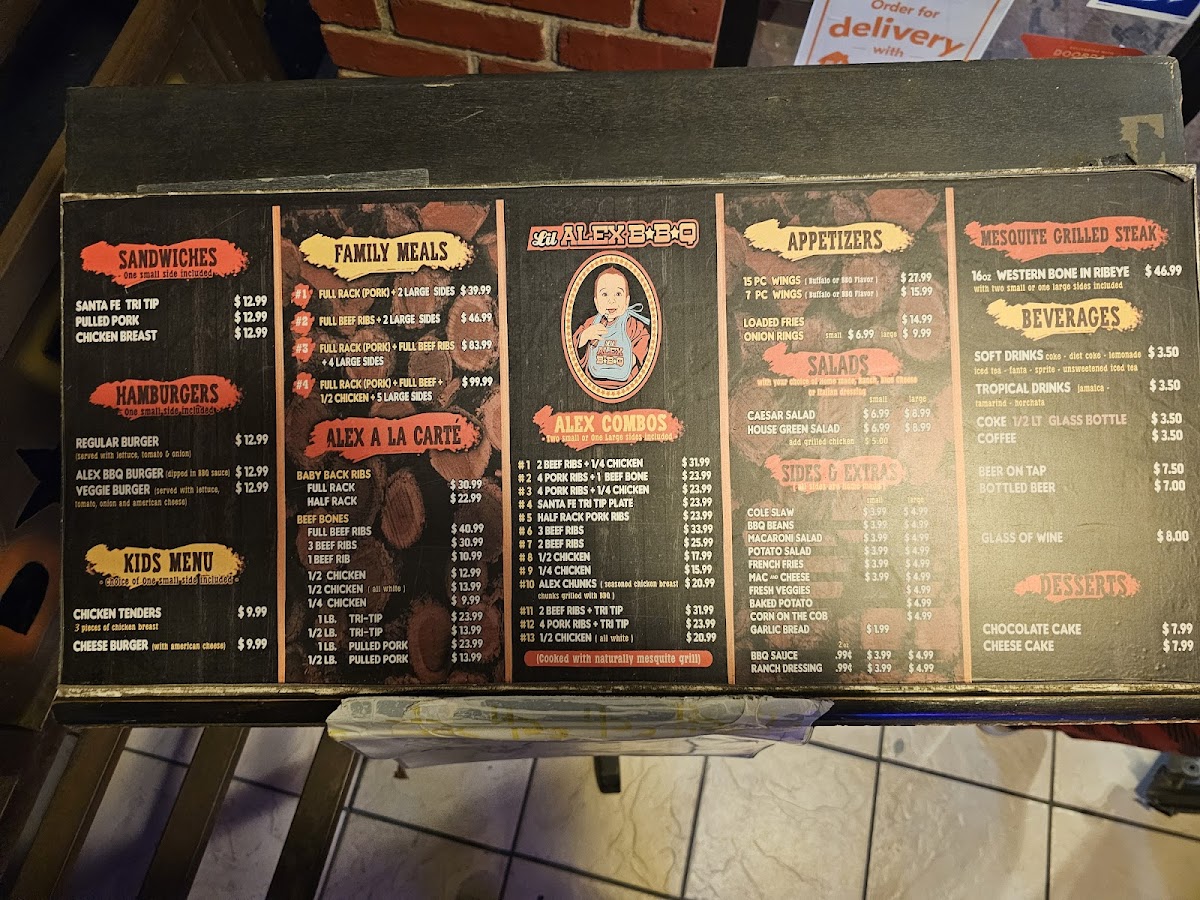 Order for
delivery
with
SANDWICHES
One small side included
SANTA FE TRI TIP $12.99
PULLED PORK $12.99
CHICKEN BREAST $12.99
HAMBURGERS
One small side included
REGULAR BURGER $12.99
(served with lettuce, tomato & onion)
ALEX BBQ BURGER (dipped in BBQ sauce) $12.99
VEGGIE BURGER (served with lettuce, $12.99
tomato, onion and american cheese)
KIDS MENU
choice of One small side included
CHICKEN TENDERS $9.99
3 pieces of chicken breast
CHEESE BURGER (with american cheese) $9.99
FAMILY MEALS
#1 FULL RACK (PORK) + 2 LARGE SIDES $39.99
#2 FULL BEEF RIBS + 2 LARGE SIDES $46.99
#3 FULL RACK (PORK) + FULL BEEF RIBS $83.99
+ 4 LARGE SIDES
#4 FULL RACK (PORK) + FULL BEEF + $99.99
1/2 CHICKEN + 5 LARGE SIDES
ALEX A LA CARTE
BABY BACK RIBS
FULL RACK $30.99
HALF RACK $22.99
BEEF BONES
FULL BEEF RIBS $40.99
3 BEEF RIBS $30.99
1 BEEF RIB $10.99
1/2 CHICKEN $12.99
1/2 CHICKEN (all white) $13.99
1/4 CHICKEN $9.99
1 LB. TRI-TIP $23.99
1/2 LB. TRI-TIP $13.99
1 LB. PULLED PORK $23.99
1/2 LB. PULLED PORK $13.99
Lil ALEX B★B★Q
ALEX COMBOS
Two small or One Large sides included
#1 2 BEEF RIBS + 1/4 CHICKEN $31.99
#2 4 PORK RIBS + 1 BEEF BONE $23.99
#3 4 PORK RIBS + 1/4 CHICKEN $23.99
#4 SANTA FE TRI TIP PLATE $23.99
#5 HALF RACK PORK RIBS $23.99
#6 3 BEEF RIBS $33.99
#7 2 BEEF RIBS $25.99
#8 1/2 CHICKEN $17.99
#9 1/4 CHICKEN $15.99
#10 ALEX CHUNKS (seasoned chicken breast $20.99
chunks grilled with BBQ)
#11 2 BEEF RIBS + TRI TIP $31.99
#12 4 PORK RIBS + TRI TIP $23.99
#13 1/2 CHICKEN (all white) $20.99
(Cooked with naturally mesquite grill)
APPETIZERS
15 PC WINGS (Buffalo or BBQ Flavor) $27.99
7 PC WINGS (Buffalo or BBQ Flavor) $15.99
LOADED FRIES $14.99
ONION RINGS small $6.99 large $9.99
SALADS
or italian dressing
small large
CAESAR SALAD $6.99 $8.99
HOUSE GREEN SALAD $6.99 $8.99
add grilled chicken $5.00
SIDES & EXTRAS
small large
COLE SLAW $3.99 $4.99
BBQ BEANS $3.99 $4.99
MACARONI SALAD $3.99 $4.99
POTATO SALAD $3.99 $4.99
FRENCH FRIES $3.99 $4.99
MAC AND CHEESE $3.99 $4.99
FRESH VEGGIES $4.99
BAKED POTATO $4.99
CORN ON THE COB $4.99
GARLIC BREAD $1.99
2oz
BBQ SAUCE .99¢ $3.99 $4.99
RANCH DRESSING .99¢ $3.99 $4.99
MESQUITE GRILLED STEAK
16oz WESTERN BONE IN RIBEYE $46.99
with two small or one large sides included
BEVERAGES
SOFT DRINKS coke - diet coke - lemonade $3.50
iced tea - fanta - sprite - unsweetened iced tea
TROPICAL DRINKS jamaica - $3.50
tamarind - horchata
COKE 1/2 LT GLASS BOTTLE $3.50
COFFEE $3.50
BEER ON TAP $7.50
BOTTLED BEER $7.00
GLASS OF WINE $8.00
DESSERTS
CHOCOLATE CAKE $7.99
CHEESE CAKE $7.99